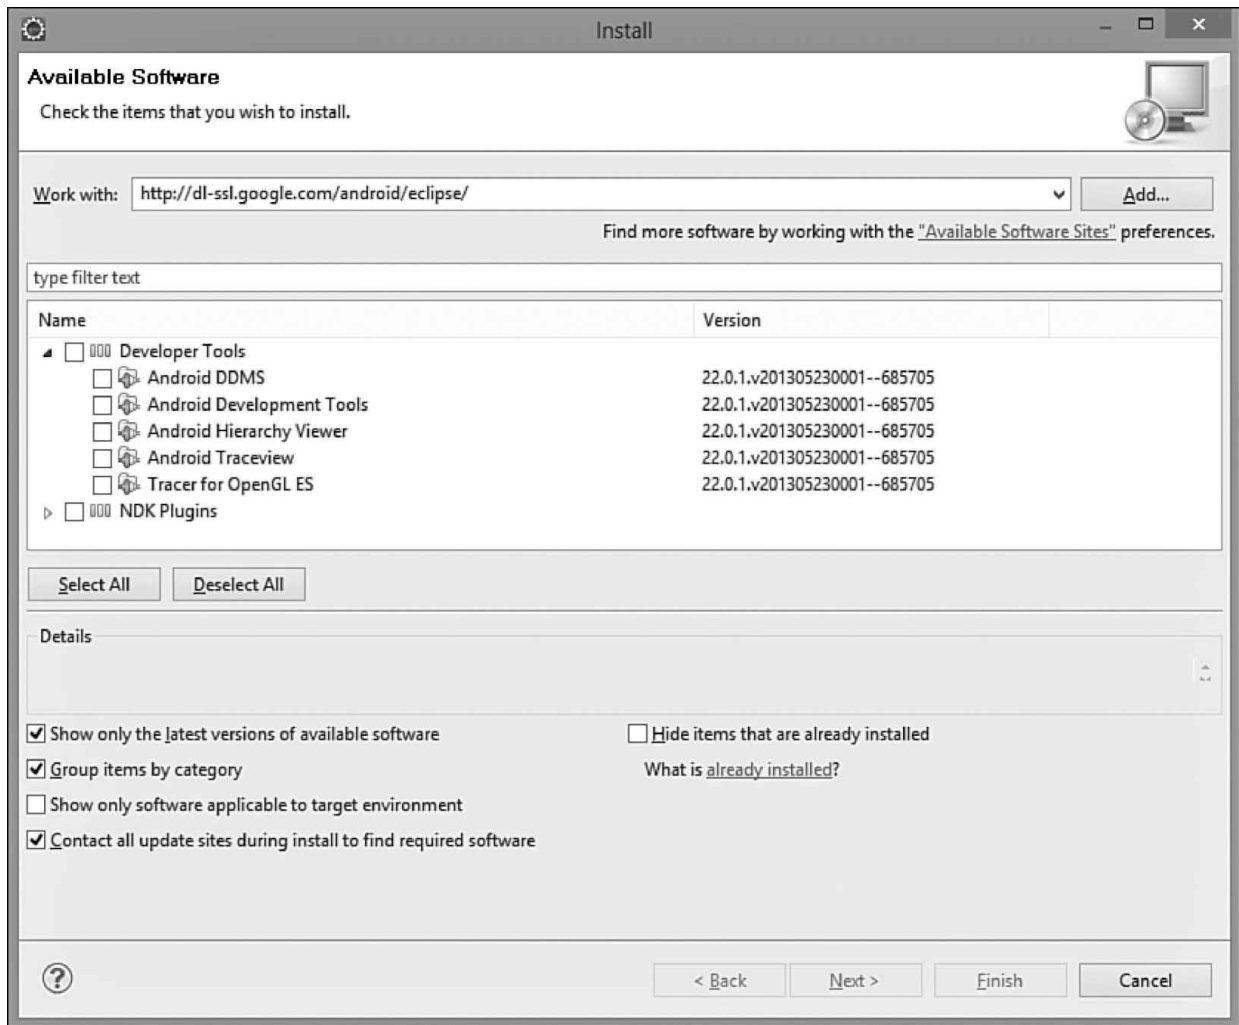 Install
Available Software
Check the items that you wish to install.
Work with: http://dl-ssl.google.com/android/eclipse/ Add...
Find more software by working with the "Available Software Sites" preferences.
type filter text
Name Version
Developer Tools
Android DDMS 22.0.1.v201305230001--685705
Android Development Tools 22.0.1.v201305230001--685705
Android Hierarchy Viewer 22.0.1.v201305230001--685705
Android Traceview 22.0.1.v201305230001--685705
Tracer for OpenGL ES 22.0.1.v201305230001--685705
NDK Plugins
Select All Deselect All
Details
Show only the latest versions of available software Hide items that are already installed
Group items by category What is already installed?
Show only software applicable to target environment
Contact all update sites during install to find required software
? < Back Next > Finish Cancel